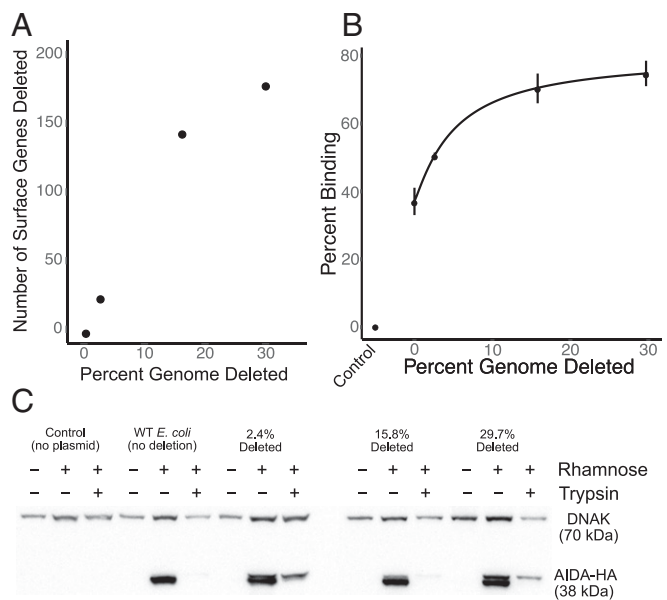 A
B
Number of Surface Genes Deleted
200
150
100
50
0
0 10 20 30
Percent Genome Deleted
Percent Binding
80
60
40
20
0
Control
0 10 20 30
Percent Genome Deleted
C
Control
(no plasmid)
WT E. coli
(no deletion)
2.4%
Deleted
15.8%
Deleted
29.7%
Deleted
– + + – + + – + + – + + – + + Rhamnose
– – + – – + – – + – – + – – + Trypsin
DNAK
(70 kDa)
AIDA-HA
(38 kDa)